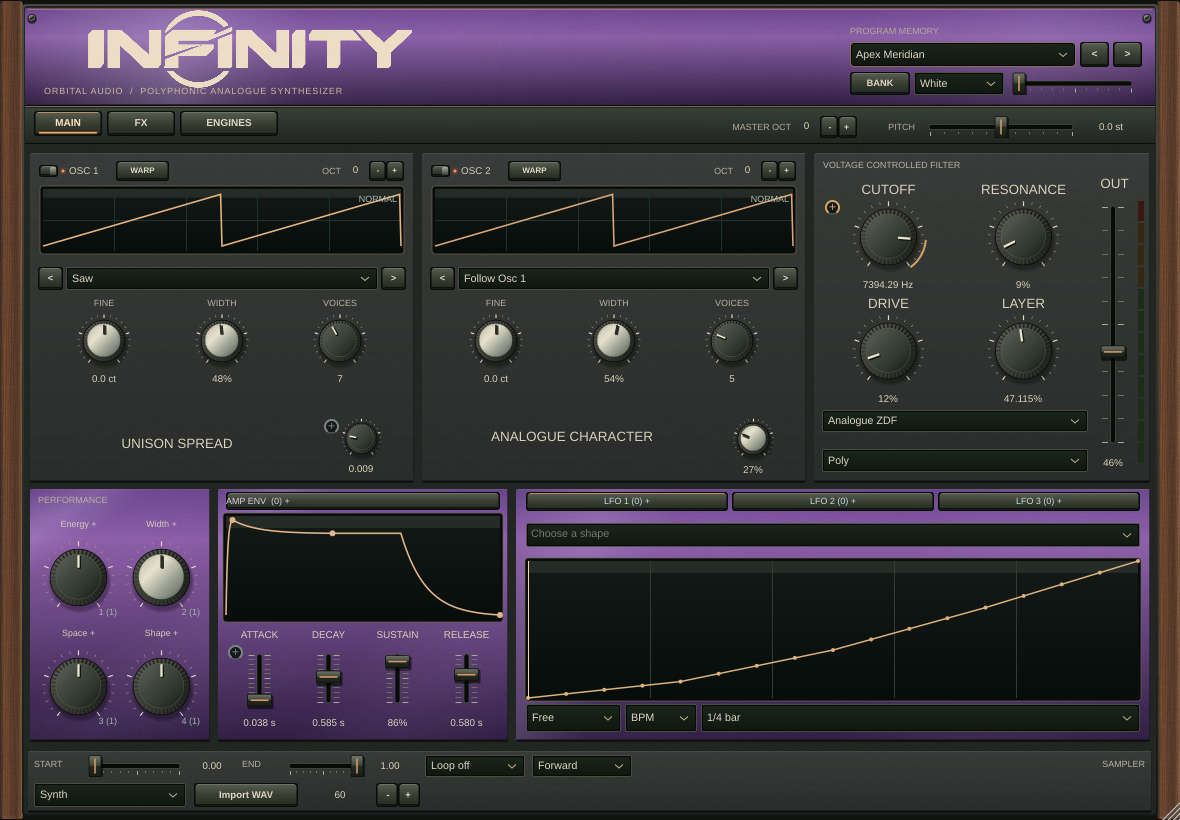 INFINITY
ORBITAL AUDIO / POLYPHONIC ANALOGUE SYNTHESIZER
PROGRAM MEMORY
Apex Meridian
<
>
BANK
White
MAIN
FX
ENGINES
MASTER OCT
0
-
+
PITCH
0.0 st
OSC 1
WARP
OCT
0
-
+
NORMAL
<
Saw
>
FINE
WIDTH
VOICES
0.0 ct
48%
7
UNISON SPREAD
+
0.009
OSC 2
WARP
OCT
0
-
+
NORMAL
<
Follow Osc 1
>
FINE
WIDTH
VOICES
0.0 ct
54%
5
ANALOGUE CHARACTER
27%
VOLTAGE CONTROLLED FILTER
CUTOFF
RESONANCE
OUT
+
7394.29 Hz
9%
DRIVE
LAYER
12%
47.115%
Analogue ZDF
Poly
46%
PERFORMANCE
Energy +
Width +
1 (1)
2 (1)
Space +
Shape +
3 (1)
4 (1)
AMP ENV (0) +
ATTACK
DECAY
SUSTAIN
RELEASE
+
0.038 s
0.585 s
86%
0.580 s
LFO 1 (0) +
LFO 2 (0) +
LFO 3 (0) +
Choose a shape
Free
BPM
1/4 bar
START
0.00
END
1.00
Loop off
Forward
SAMPLER
Synth
Import WAV
60
-
+